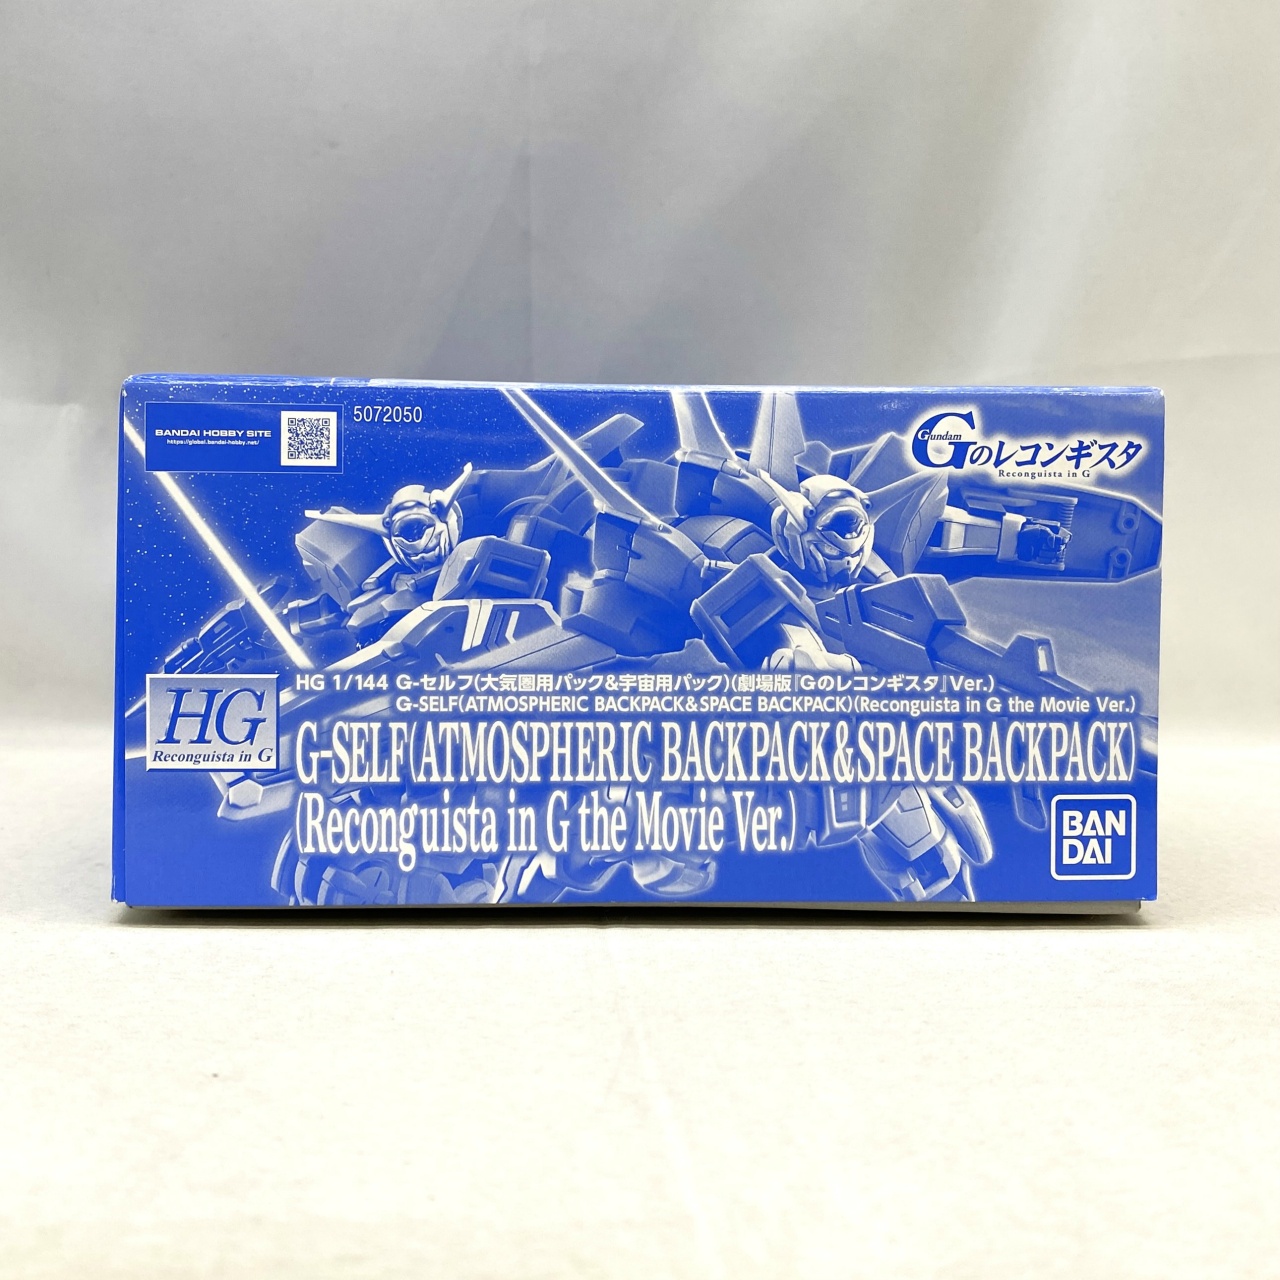 BANDAI HOBBY SITE
https://global.bandai-hobby.net/
5072050
Gundam
Gのレコンギスタ
Reconguista in G
HG 1/144 G-セルフ(大気圏用パック&宇宙用パック)(劇場版『Gのレコンギスタ』Ver.)
G-SELF(ATMOSPHERIC BACKPACK&SPACE BACKPACK)(Reconguista in G the Movie Ver.)
HG
Reconguista in G
G-SELF(ATMOSPHERIC BACKPACK&SPACE BACKPACK)
(Reconguista in G the Movie Ver.)
BAN
DAI